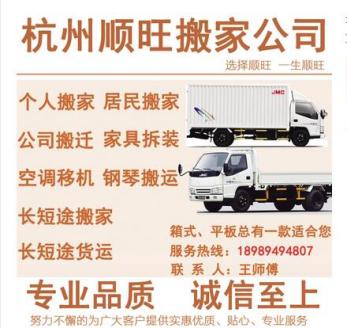 杭州顺旺搬家公司
选择顺旺 一生顺旺
个人搬家 居民搬家
公司搬迁 家具拆装
空调移机 钢琴搬运
长短途搬家
长短途货运
JMC
箱式、平板总有一款适合您
服务热线：18989494807
联 系 人：王师傅
专业品质 诚信至上
努力不懈的为广大客户提供实惠优质、贴心、专业服务